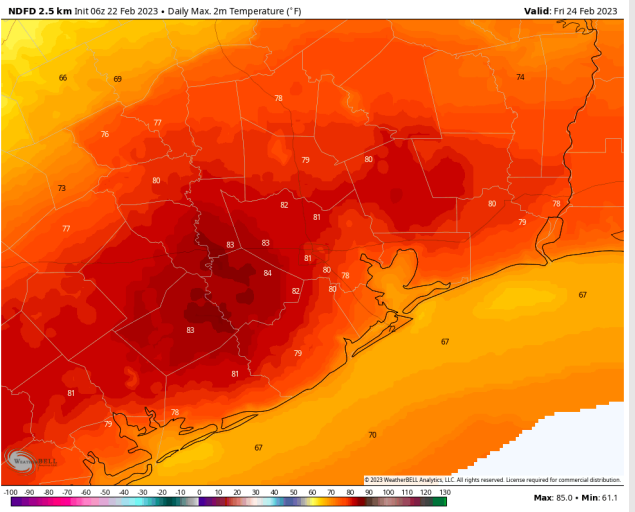 NDFD 2.5 km Init 06z 22 Feb 2023 • Daily Max. 2m Temperature (°F) Valid: Fri 24 Feb 2023
66 69 74
78
77
76
79 80
73 80
82 80 78
81 79
77
83 83
81
84 80 78
82 80 67
83 72
67
79
81
81
78
79
70
67
WeatherBELL
© 2023 WeatherBELL Analytics, LLC. All rights reserved. License required for commercial distribution.
-100 -90 -80 -70 -60 -50 -40 -30 -20 -10 0 10 20 30 40 50 60 70 80 90 100 110 120 130
Max: 85.0 • Min: 61.1